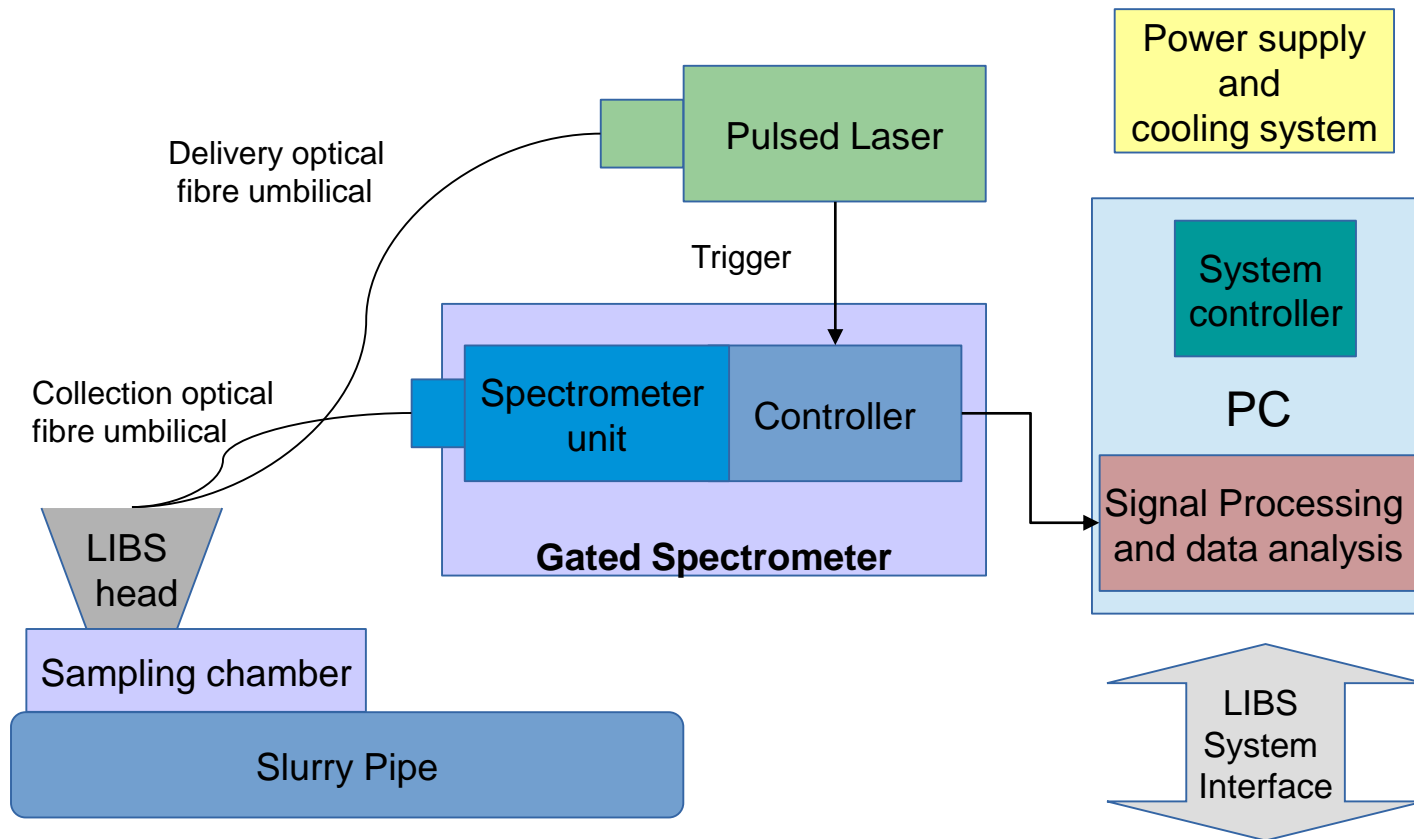 Power supply
and
cooling system
Pulsed Laser
Delivery optical
fibre umbilical
Trigger
System
controller
PC
Collection optical
fibre umbilical
Spectrometer
unit
Controller
Signal Processing
and data analysis
Gated Spectrometer
LIBS
head
Sampling chamber
Slurry Pipe
LIBS
System
Interface